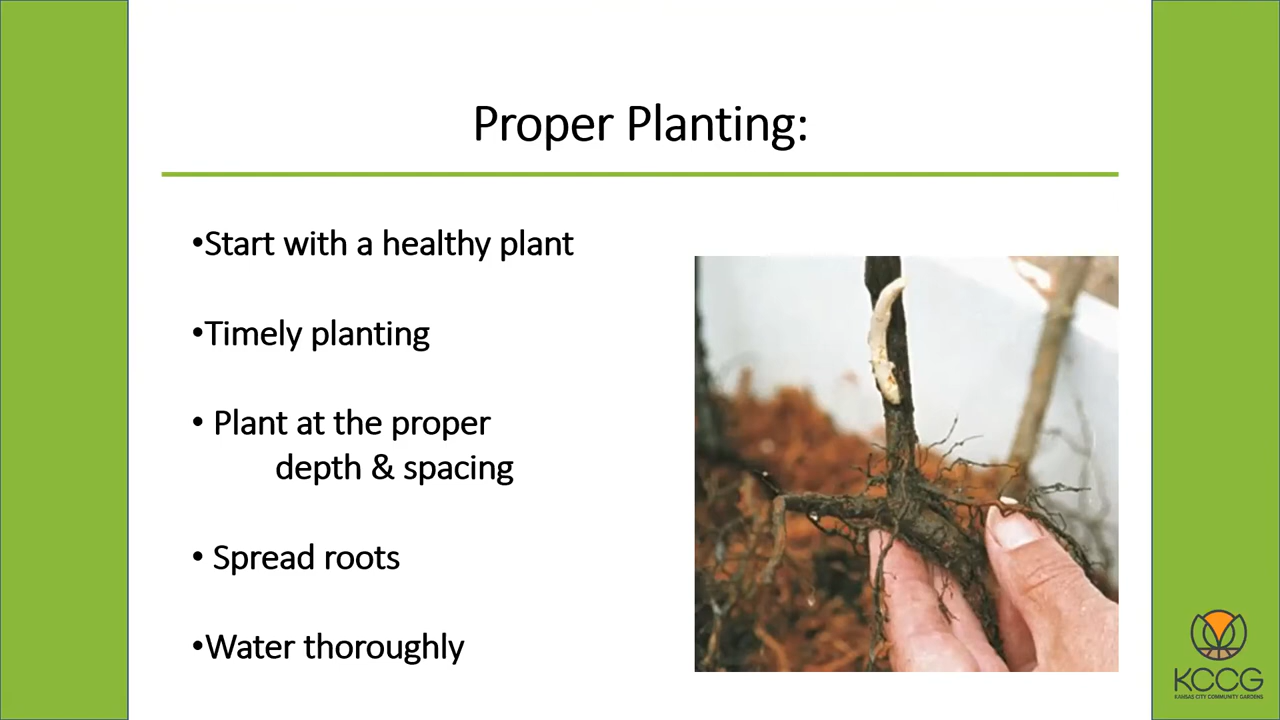 Proper Planting:
•Start with a healthy plant
•Timely planting
• Plant at the proper
depth & spacing
• Spread roots
•Water thoroughly
KCCG
KANSAS CITY COMMUNITY GARDENS